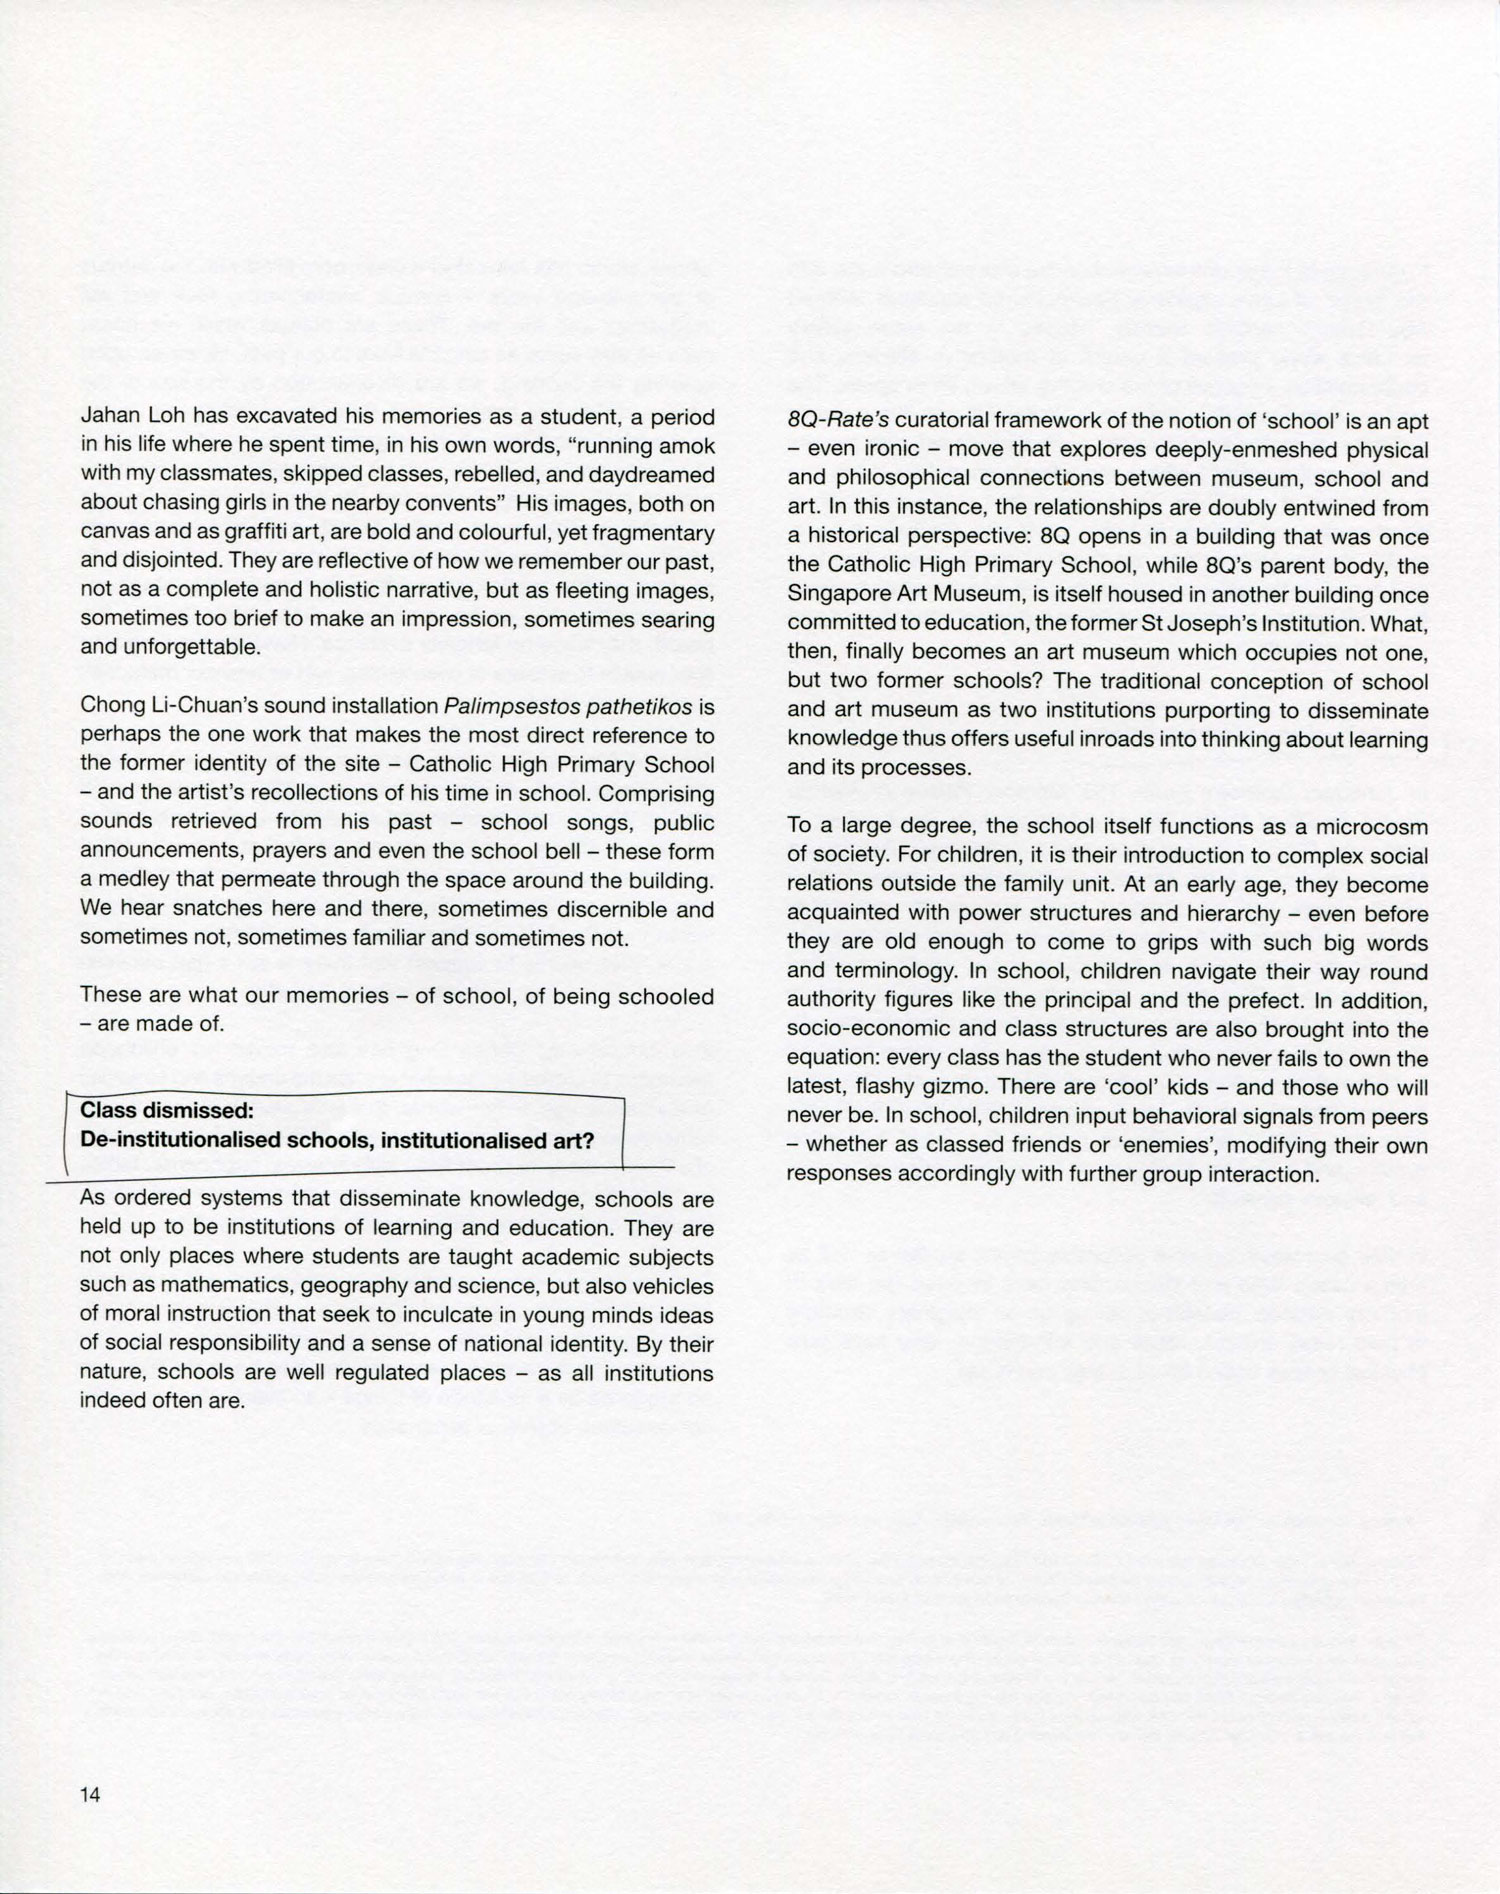 Jahan Loh has excavated his memories as a student, a period
in his life where he spent time, in his own words, “running amok
with my classmates, skipped classes, rebelled, and daydreamed
about chasing girls in the nearby convents” His images, both on
canvas and as graffiti art, are bold and colourful, yet fragmentary
and disjointed. They are reflective of how we remember our past,
not as a complete and holistic narrative, but as fleeting images,
sometimes too brief to make an impression, sometimes searing
and unforgettable.
Chong Li-Chuan’s sound installation Palimpsestos pathetikos is
perhaps the one work that makes the most direct reference to
the former identity of the site – Catholic High Primary School
– and the artist’s recollections of his time in school. Comprising
sounds retrieved from his past – school songs, public
announcements, prayers and even the school bell – these form
a medley that permeate through the space around the building.
We hear snatches here and there, sometimes discernible and
sometimes not, sometimes familiar and sometimes not.
These are what our memories – of school, of being schooled
– are made of.
Class dismissed:
De-institutionalised schools, institutionalised art?
As ordered systems that disseminate knowledge, schools are
held up to be institutions of learning and education. They are
not only places where students are taught academic subjects
such as mathematics, geography and science, but also vehicles
of moral instruction that seek to inculcate in young minds ideas
of social responsibility and a sense of national identity. By their
nature, schools are well regulated places – as all institutions
indeed often are.
8Q-Rate’s curatorial framework of the notion of ‘school’ is an apt
– even ironic – move that explores deeply-enmeshed physical
and philosophical connections between museum, school and
art. In this instance, the relationships are doubly entwined from
a historical perspective: 8Q opens in a building that was once
the Catholic High Primary School, while 8Q’s parent body, the
Singapore Art Museum, is itself housed in another building once
committed to education, the former St Joseph’s Institution. What,
then, finally becomes an art museum which occupies not one,
but two former schools? The traditional conception of school
and art museum as two institutions purporting to disseminate
knowledge thus offers useful inroads into thinking about learning
and its processes.
To a large degree, the school itself functions as a microcosm
of society. For children, it is their introduction to complex social
relations outside the family unit. At an early age, they become
acquainted with power structures and hierarchy – even before
they are old enough to come to grips with such big words
and terminology. In school, children navigate their way round
authority figures like the principal and the prefect. In addition,
socio-economic and class structures are also brought into the
equation: every class has the student who never fails to own the
latest, flashy gizmo. There are ‘cool’ kids – and those who will
never be. In school, children input behavioral signals from peers
– whether as classed friends or ‘enemies’, modifying their own
responses accordingly with further group interaction.
14